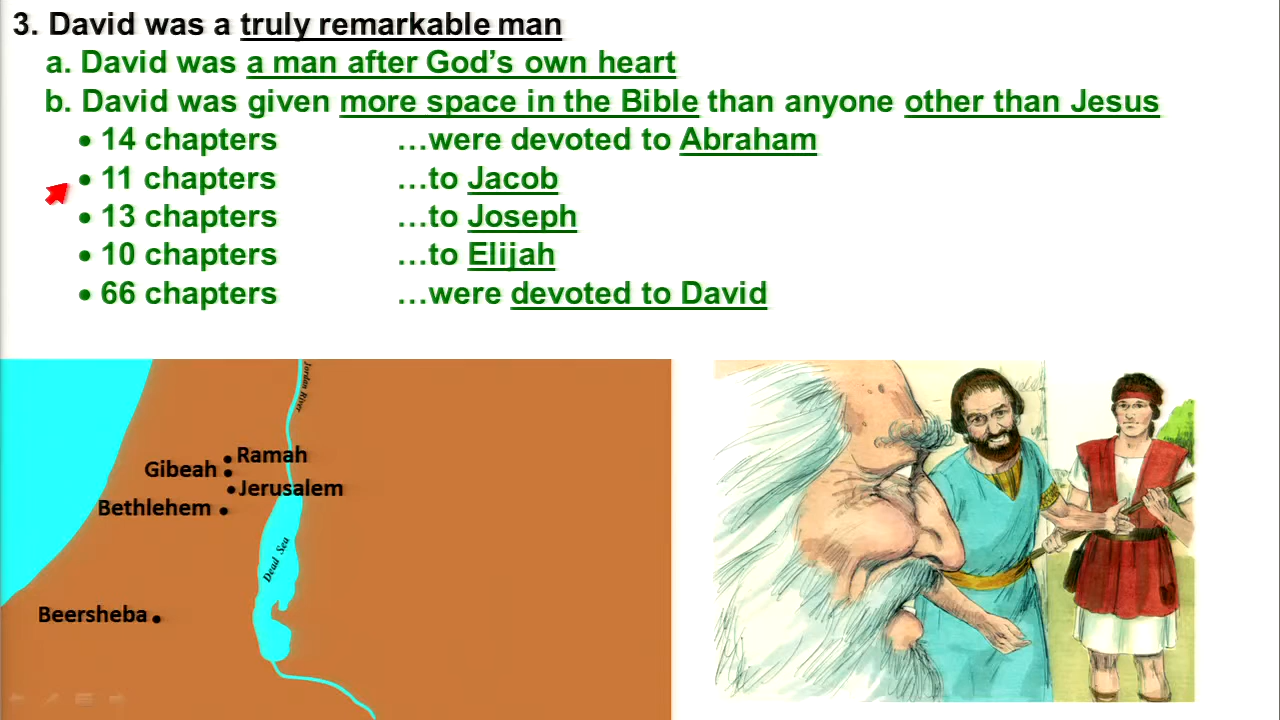 3. David was a truly remarkable man
a. David was a man after God’s own heart
b. David was given more space in the Bible than anyone other than Jesus
• 14 chapters …were devoted to Abraham
• 11 chapters …to Jacob
• 13 chapters …to Joseph
• 10 chapters …to Elijah
• 66 chapters …were devoted to David
Jordan River
Ramah
Gibeah
Jerusalem
Bethlehem
Dead Sea
Beersheba